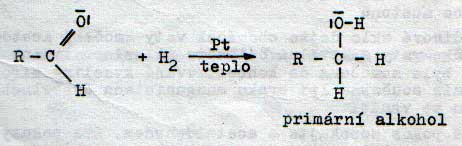 O O-H
R - C + H2 Pt teplo R - C - H
H H
primární alkohol